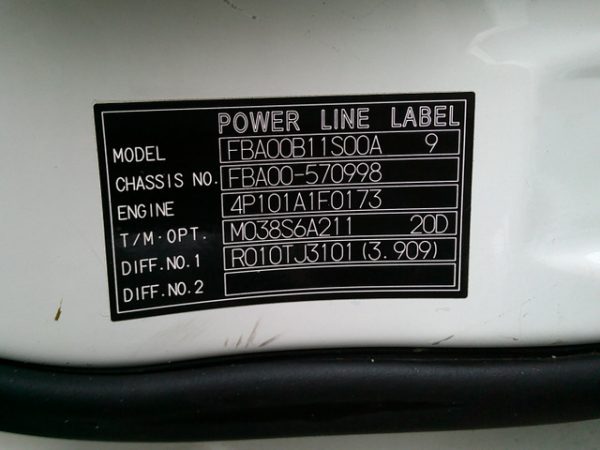 POWER LINE LABEL
MODEL FBA00B11S00A 9
CHASSIS NO. FBA00-570998
ENGINE 4P101A1F0173
T/M·OPT. M038S6A211 20D
DIFF.NO.1 R010TJ3101(3.909)
DIFF.NO.2